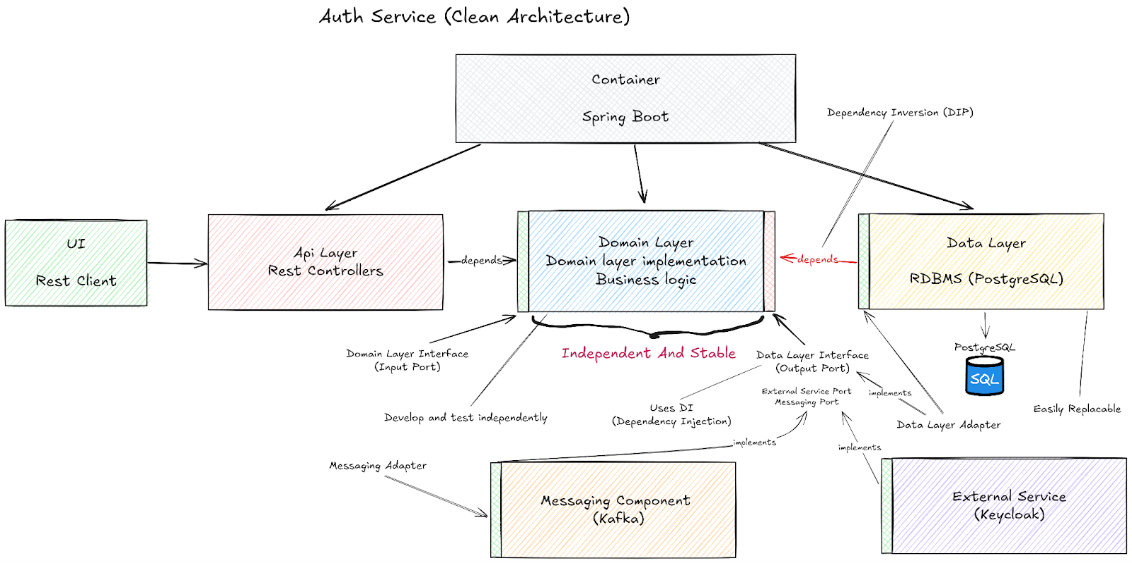 Auth Service (Clean Architecture)
Container
Spring Boot
Dependency Inversion (DIP)
UI
Rest Client
Api Layer
Rest Controllers
depends
Domain Layer
Domain layer implementation
Business logic
depends
Data Layer
RDBMS (PostgreSQL)
Domain Layer Interface
(Input Port)
Independent And Stable
Data Layer Interface
(Output Port)
PostgreSQL
SQL
External Service Port
Messaging Port
implements
Uses DI
(Dependency Injection)
Easily Replacable
Develop and test independently
Data Layer Adapter
implements
implements
Messaging Adapter
Messaging Component
(Kafka)
External Service
(Keycloak)